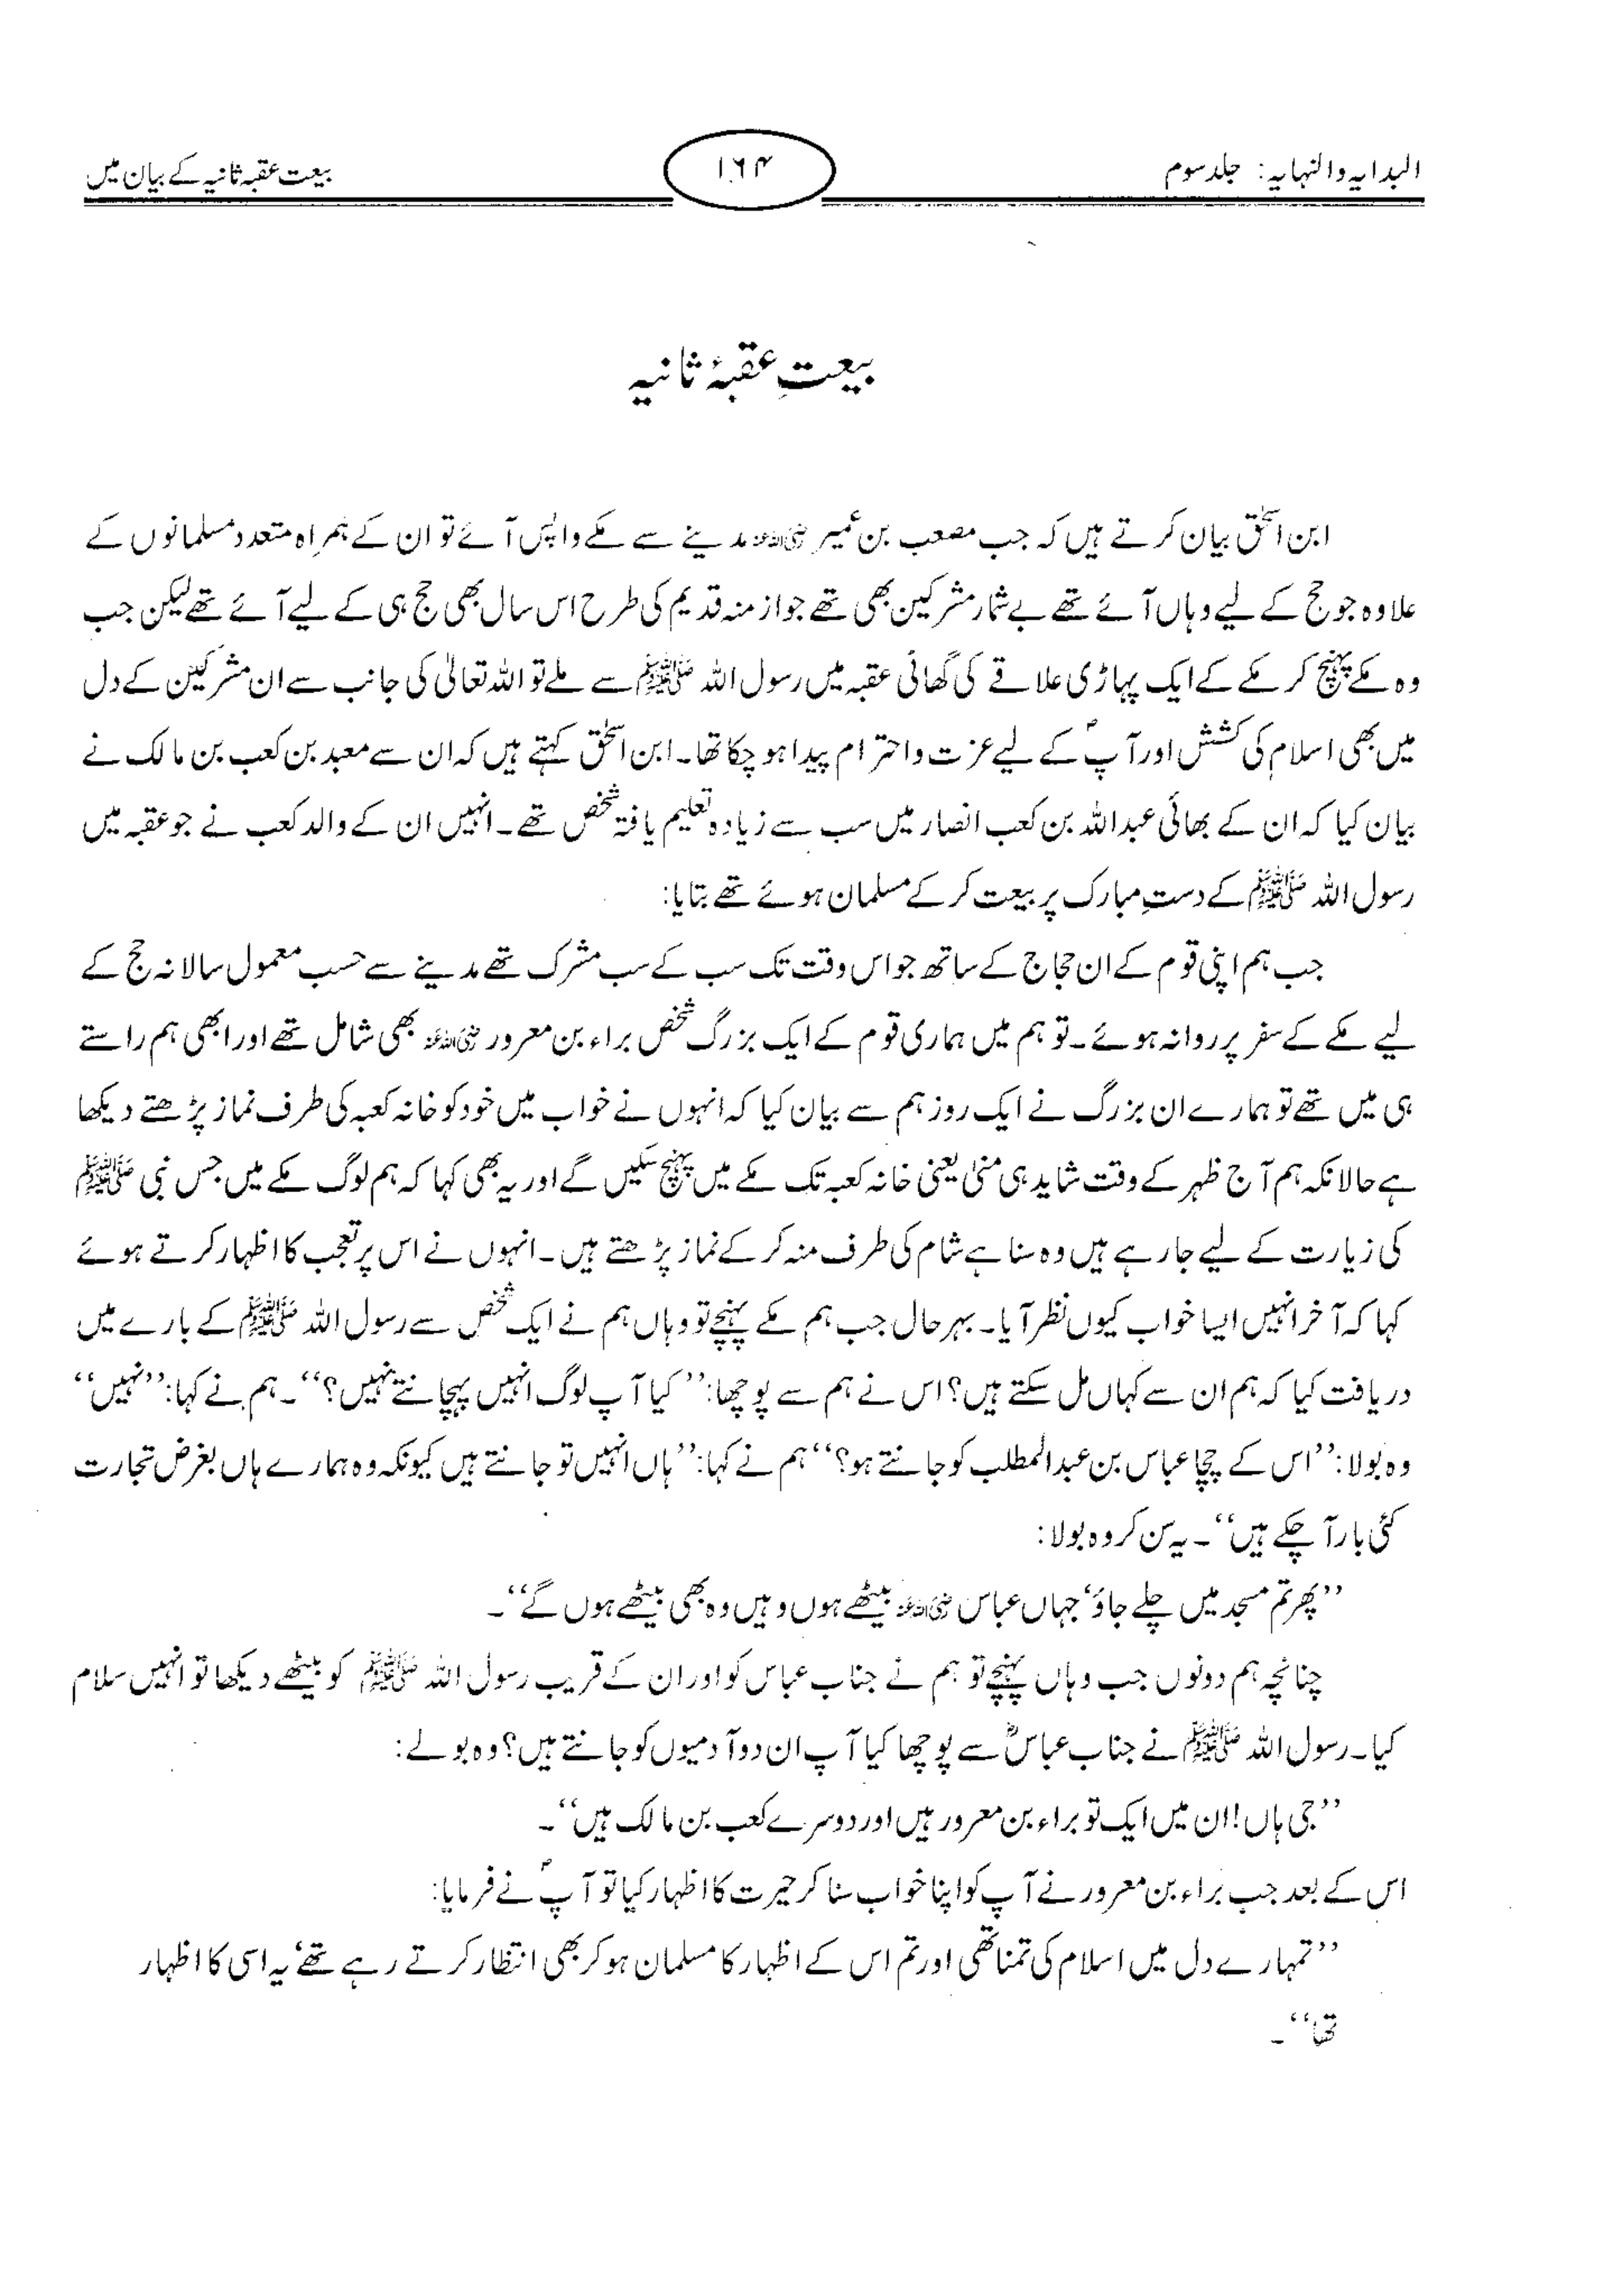 البدایہ والنہایہ: جلد سوم
۱۶۴
بیعت عقبہ ثانیہ کے بیان میں
بیعتِ عقبۂ ثانیہ
ابن اسحٰق بیان کرتے ہیں کہ جب مصعب بن عمیر رضی اللہ عنہ مدینے سے مکے واپس آئے تو ان کے ہمراہ متعدد مسلمانوں کے
علاوہ جو حج کے لیے وہاں آئے تھے بے شمار مشرکین بھی تھے جو ازمنہ قدیم کی طرح اس سال بھی حج ہی کے لیے آئے تھے لیکن جب
وہ مکے پہنچ کر مکے کے ایک پہاڑی علاقے کی گھاٹی عقبہ میں رسول اللہ ﷺ سے ملے تو اللہ تعالیٰ کی جانب سے ان مشرکین کے دل
میں بھی اسلام کی کشش اور آپؐ کے لیے عزت و احترام پیدا ہو چکا تھا۔ ابن اسحٰق کہتے ہیں کہ ان سے معبد بن کعب بن مالک نے
بیان کیا کہ ان کے بھائی عبداللہ بن کعب انصار میں سب سے زیادہ تعلیم یافتہ شخص تھے۔ انہیں ان کے والد کعب نے جو عقبہ میں
رسول اللہ ﷺ کے دستِ مبارک پر بیعت کر کے مسلمان ہوئے تھے بتایا:
جب ہم اپنی قوم کے ان حجاج کے ساتھ جو اس وقت تک سب کے سب مشرک تھے مدینے سے حسب معمول سالانہ حج کے
لیے مکے کے سفر پر روانہ ہوئے۔ تو ہم میں ہماری قوم کے ایک بزرگ شخص براء بن معرور رضی اللہ عنہ بھی شامل تھے اور ابھی ہم راستے
ہی میں تھے تو ہمارے ان بزرگ نے ایک روز ہم سے بیان کیا کہ انہوں نے خواب میں خود کو خانہ کعبہ کی طرف نماز پڑھتے دیکھا
ہے حالانکہ ہم آج ظہر کے وقت شاید ہی منیٰ یعنی خانہ کعبہ تک مکے میں پہنچ سکیں گے اور یہ بھی کہا کہ ہم لوگ مکے میں جس نبی ﷺ
کی زیارت کے لیے جا رہے ہیں وہ سنا ہے شام کی طرف منہ کر کے نماز پڑھتے ہیں۔ انہوں نے اس پر تعجب کا اظہار کرتے ہوئے
کہا کہ آخر انہیں ایسا خواب کیوں نظر آیا۔ بہر حال جب ہم مکے پہنچے تو وہاں ہم نے ایک شخص سے رسول اللہ ﷺ کے بارے میں
دریافت کیا کہ ہم ان سے کہاں مل سکتے ہیں؟ اس نے ہم سے پوچھا: ’’کیا آپ لوگ انہیں پہچانتے نہیں؟‘‘۔ ہم نے کہا: ’’نہیں‘‘
وہ بولا: ’’اس کے چچا عباس بن عبدالمطلب کو جانتے ہو؟‘‘ ہم نے کہا: ’’ہاں انہیں تو جانتے ہیں کیونکہ وہ ہمارے ہاں بغرض تجارت
کئی بار آ چکے ہیں‘‘۔ یہ سن کر وہ بولا:
’’پھر تم مسجد میں چلے جاؤ‘ جہاں عباس رضی اللہ عنہ بیٹھے ہوں وہیں وہ بھی بیٹھے ہوں گے‘‘۔
چنانچہ ہم دونوں جب وہاں پہنچے تو ہم نے جناب عباس کو اور ان کے قریب رسول اللہ ﷺ کو بیٹھے دیکھا تو انہیں سلام
کیا۔ رسول اللہ ﷺ نے جناب عباسؓ سے پوچھا کیا آپ ان دو آدمیوں کو جانتے ہیں؟ وہ بولے:
’’جی ہاں! ان میں ایک تو براء بن معرور ہیں اور دوسرے کعب بن مالک ہیں‘‘۔
اس کے بعد جب براء بن معرور نے آپ کو اپنا خواب سنا کر حیرت کا اظہار کیا تو آپؐ نے فرمایا:
’’تمہارے دل میں اسلام کی تمنا تھی اور تم اس کے اظہار کا مسلمان ہو کر بھی انتظار کرتے رہے تھے‘ یہ اسی کا اظہار
تھا‘‘۔